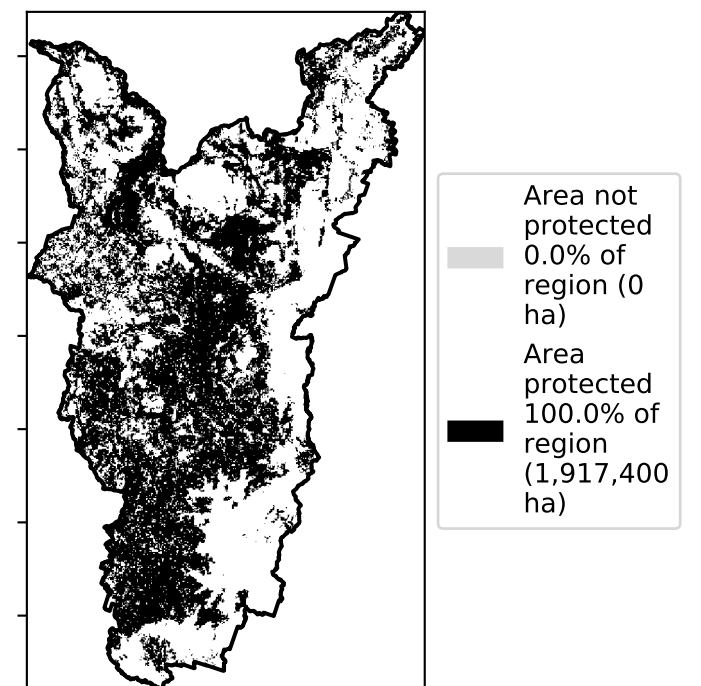 Area not
protected
0.0% of
region (0
ha)
Area
protected
100.0% of
region
(1,917,400
ha)